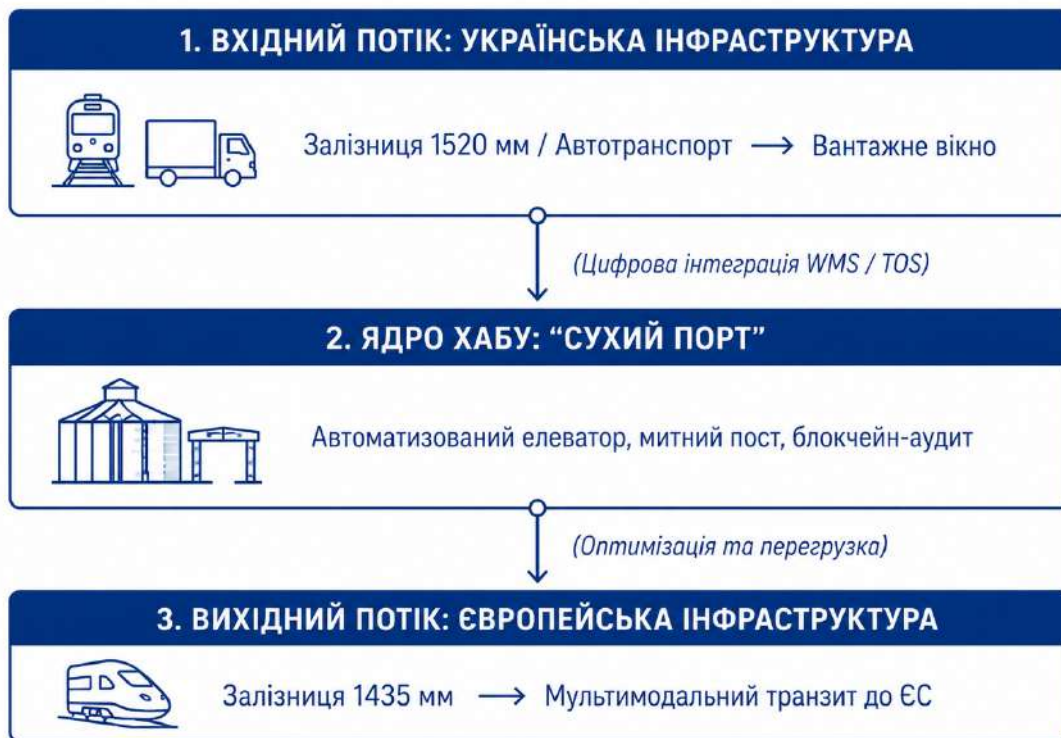 1. ВХІДНИЙ ПОТІК: УКРАЇНСЬКА ІНФРАСТРУКТУРА
Залізниця 1520 мм / Автотранспорт → Вантажне вікно
(Цифрова інтеграція WMS / TOS)
2. ЯДРО ХАБУ: “СУХИЙ ПОРТ”
Автоматизований елеватор, митний пост, блокчейн-аудит
(Оптимізація та перегрузка)
3. ВИХІДНИЙ ПОТІК: ЄВРОПЕЙСЬКА ІНФРАСТРУКТУРА
Залізниця 1435 мм → Мультимодальний транзит до ЄС